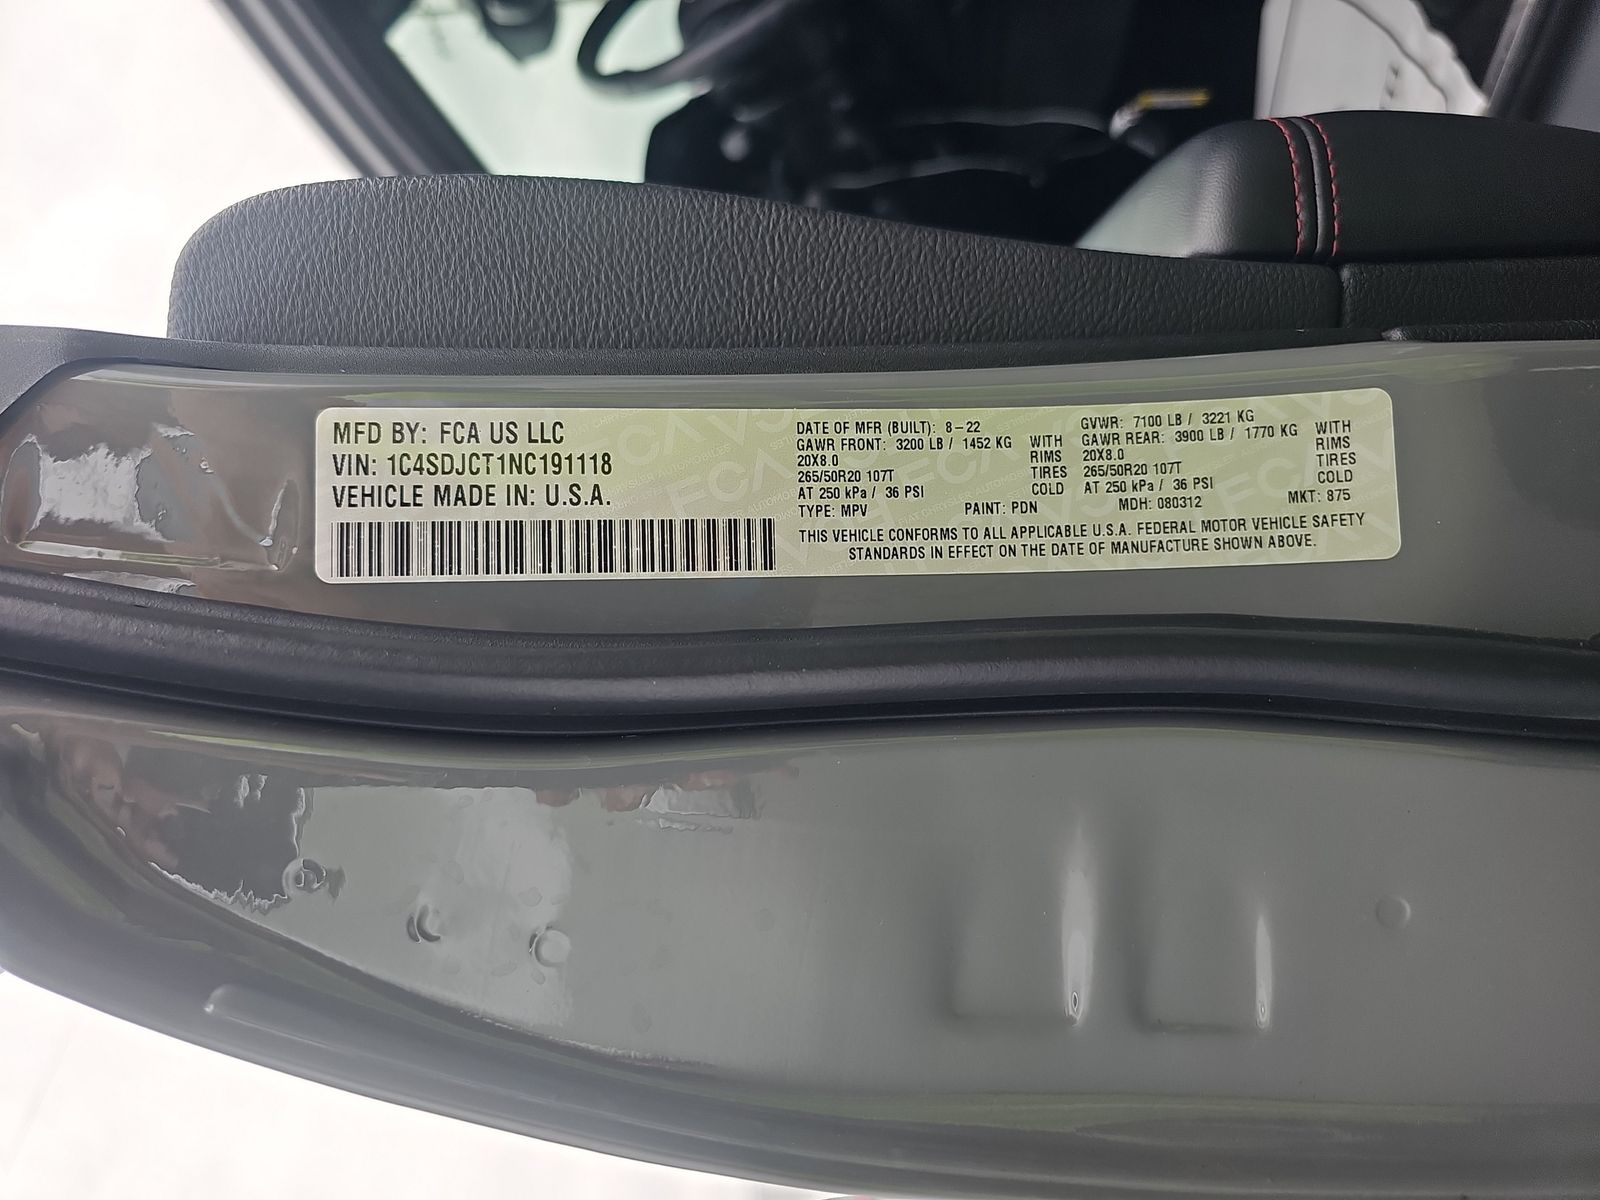 MFD BY: FCA US LLC
VIN: 1C4SDJCT1NC191118
VEHICLE MADE IN: U.S.A.
DATE OF MFR (BUILT): 8-22 GVWR: 7100 LB / 3221 KG
GAWR FRONT: 3200 LB / 1452 KG WITH GAWR REAR: 3900 LB / 1770 KG WITH
20X8.0 RIMS 20X8.0 RIMS
265/50R20 107T TIRES 265/50R20 107T TIRES
AT 250 kPa / 36 PSI COLD AT 250 kPa / 36 PSI COLD
TYPE: MPV PAINT: PDN MDH: 080312 MKT: 875
THIS VEHICLE CONFORMS TO ALL APPLICABLE U.S.A. FEDERAL MOTOR VEHICLE SAFETY
STANDARDS IN EFFECT ON THE DATE OF MANUFACTURE SHOWN ABOVE.